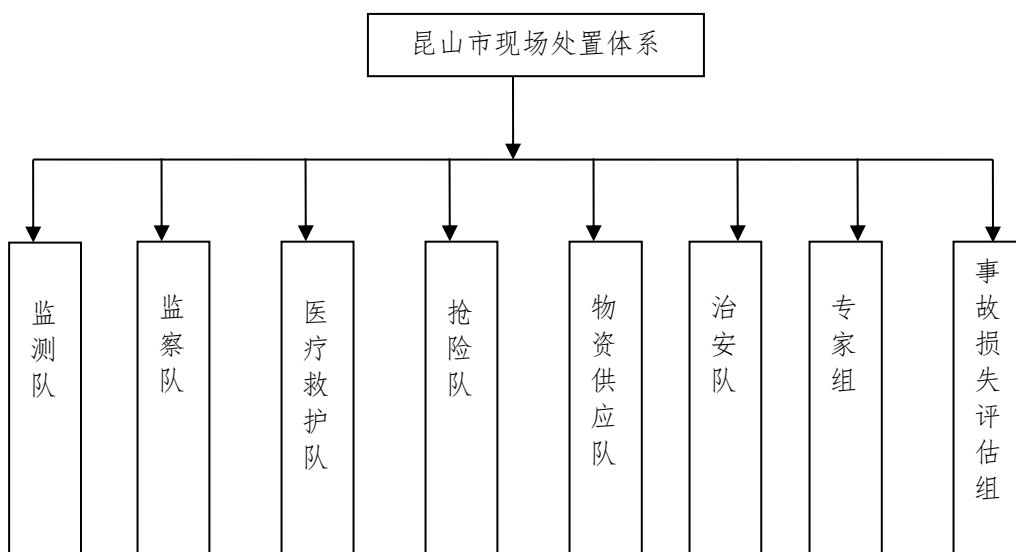 昆山市现场处置体系
监测队
监察队
医疗救护队
抢险队
物资供应队
治安队
专家组
事故损失评估组